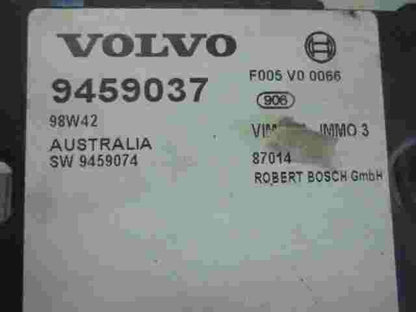 VOLVO
F005 V0 0066
9459037
906
98W42
IMMO 3
AUSTRALIA
87014
SW 9459074
ROBERT BOSCH GmbH